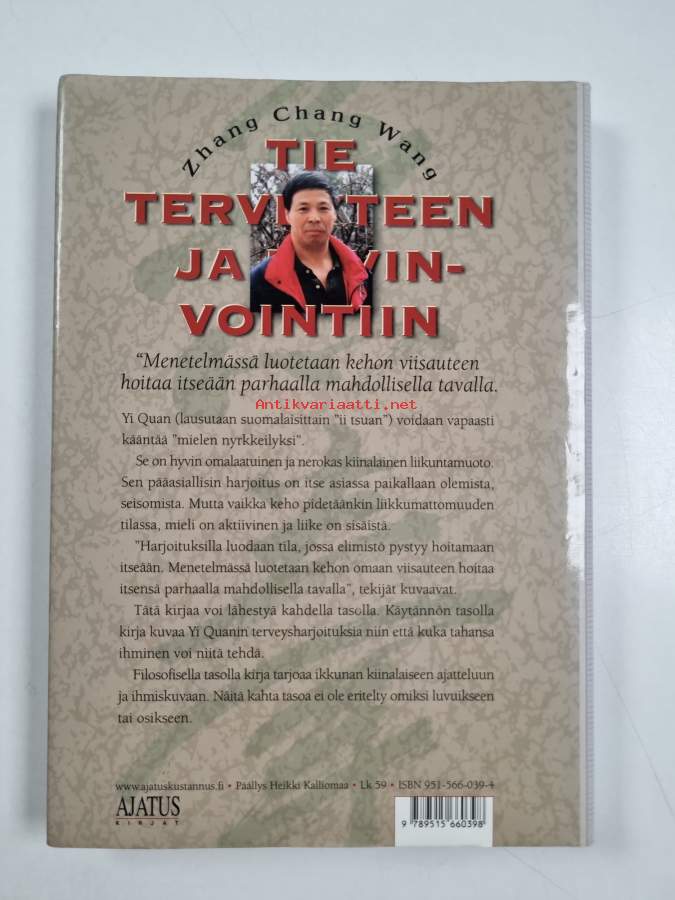 Zhang Chang Wang
TIE
TERVEYTEEN
JA HYVIN-
VOINTIIN
“Menetelmässä luotetaan kehon viisauteen
hoitaa itseään parhaalla mahdollisella tavalla.
Antikvariaatti.net
Yi Quan (lausutaan suomalaisittain "ii tsuan") voidaan vapaasti
kääntää "mielen nyrkkeilyksi".
Se on hyvin omalaatuinen ja nerokas kiinalainen liikuntamuoto.
Sen pääasiallisin harjoitus on itse asiassa paikallaan olemista,
seisomista. Mutta vaikka keho pidetäänkin liikkumattomuuden
tilassa, mieli on aktiivinen ja liike on sisäistä.
"Harjoituksilla luodaan tila, jossa elimistö pystyy hoitamaan
itseään. Menetelmässä luotetaan kehon omaan viisauteen hoitaa
itsensä parhaalla mahdollisella tavalla", tekijät kuvaavat.
Tätä kirjaa voi lähestyä kahdella tasolla. Käytännön tasolla
kirja kuvaa Yi Quanin terveysharjoituksia niin että kuka tahansa
ihminen voi niitä tehdä.
Filosofisella tasolla kirja tarjoaa ikkunan kiinalaiseen ajatteluun
ja ihmiskuvaan. Näitä kahta tasoa ei ole eritelty omiksi luvuikseen
tai osikseen.
www.ajatuskustannus.fi • Päällys Heikki Kalliomaa • Lk 59 • ISBN 951-566-039-4
AJATUS
KIRJAT
9 789515 660398